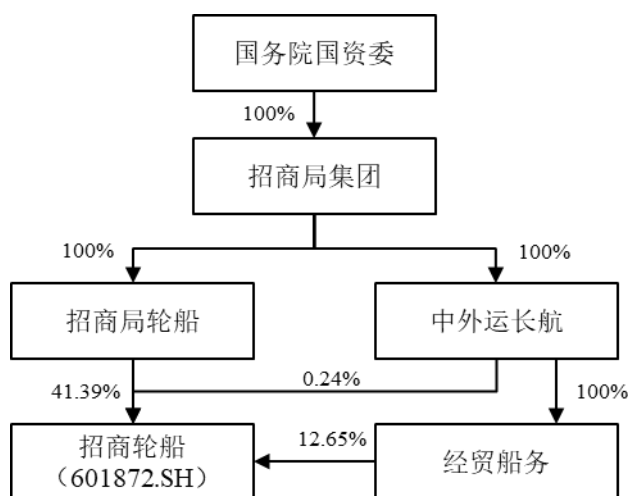 国务院国资委
100%
招商局集团
100%
100%
招商局轮船
中外运长航
41.39%
0.24%
100%
招商轮船
（601872.SH）
12.65%
经贸船务